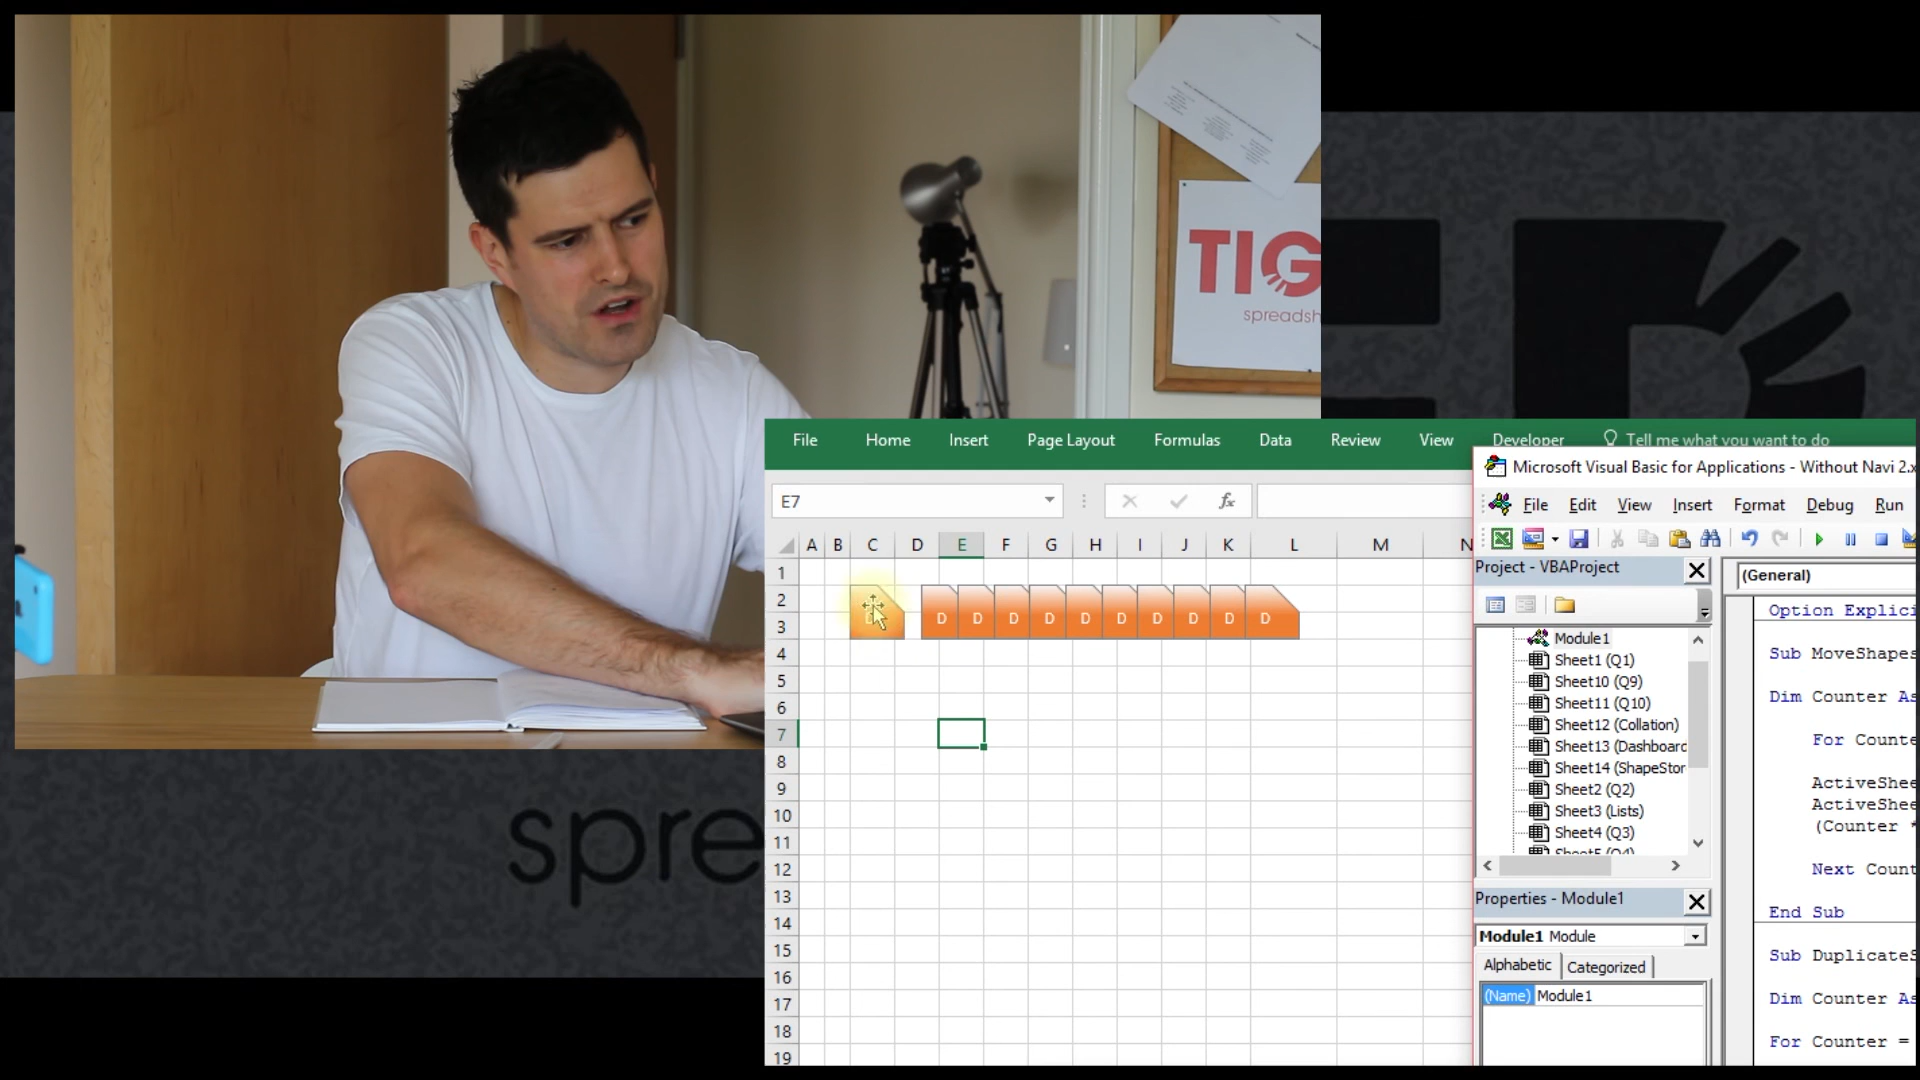 TIG
spreadsh
spre
File Home Insert Page Layout Formulas Data Review View Developer Tell me what you want to do
E7
fx
A B C D E F G H I J K L M N
1
2
3
4
5
6
7
8
9
10
11
12
13
14
15
16
17
18
19
D D D D D D D D D D
Microsoft Visual Basic for Applications - Without Navi 2.x
File Edit View Insert Format Debug Run
Project - VBAProject
Module1
Sheet1 (Q1)
Sheet10 (Q9)
Sheet11 (Q10)
Sheet12 (Collation)
Sheet13 (Dashboard
Sheet14 (ShapeStor
Sheet2 (Q2)
Sheet3 (Lists)
Sheet4 (Q3)
Sheet5 (Q4)
Properties - Module1
Module1 Module
Alphabetic Categorized
(Name) Module1
(General)
Option Explici
Sub MoveShapes
Dim Counter As
For Counte
ActiveShee
ActiveShee
(Counter *
Next Count
End Sub
Sub DuplicateS
Dim Counter As
For Counter =